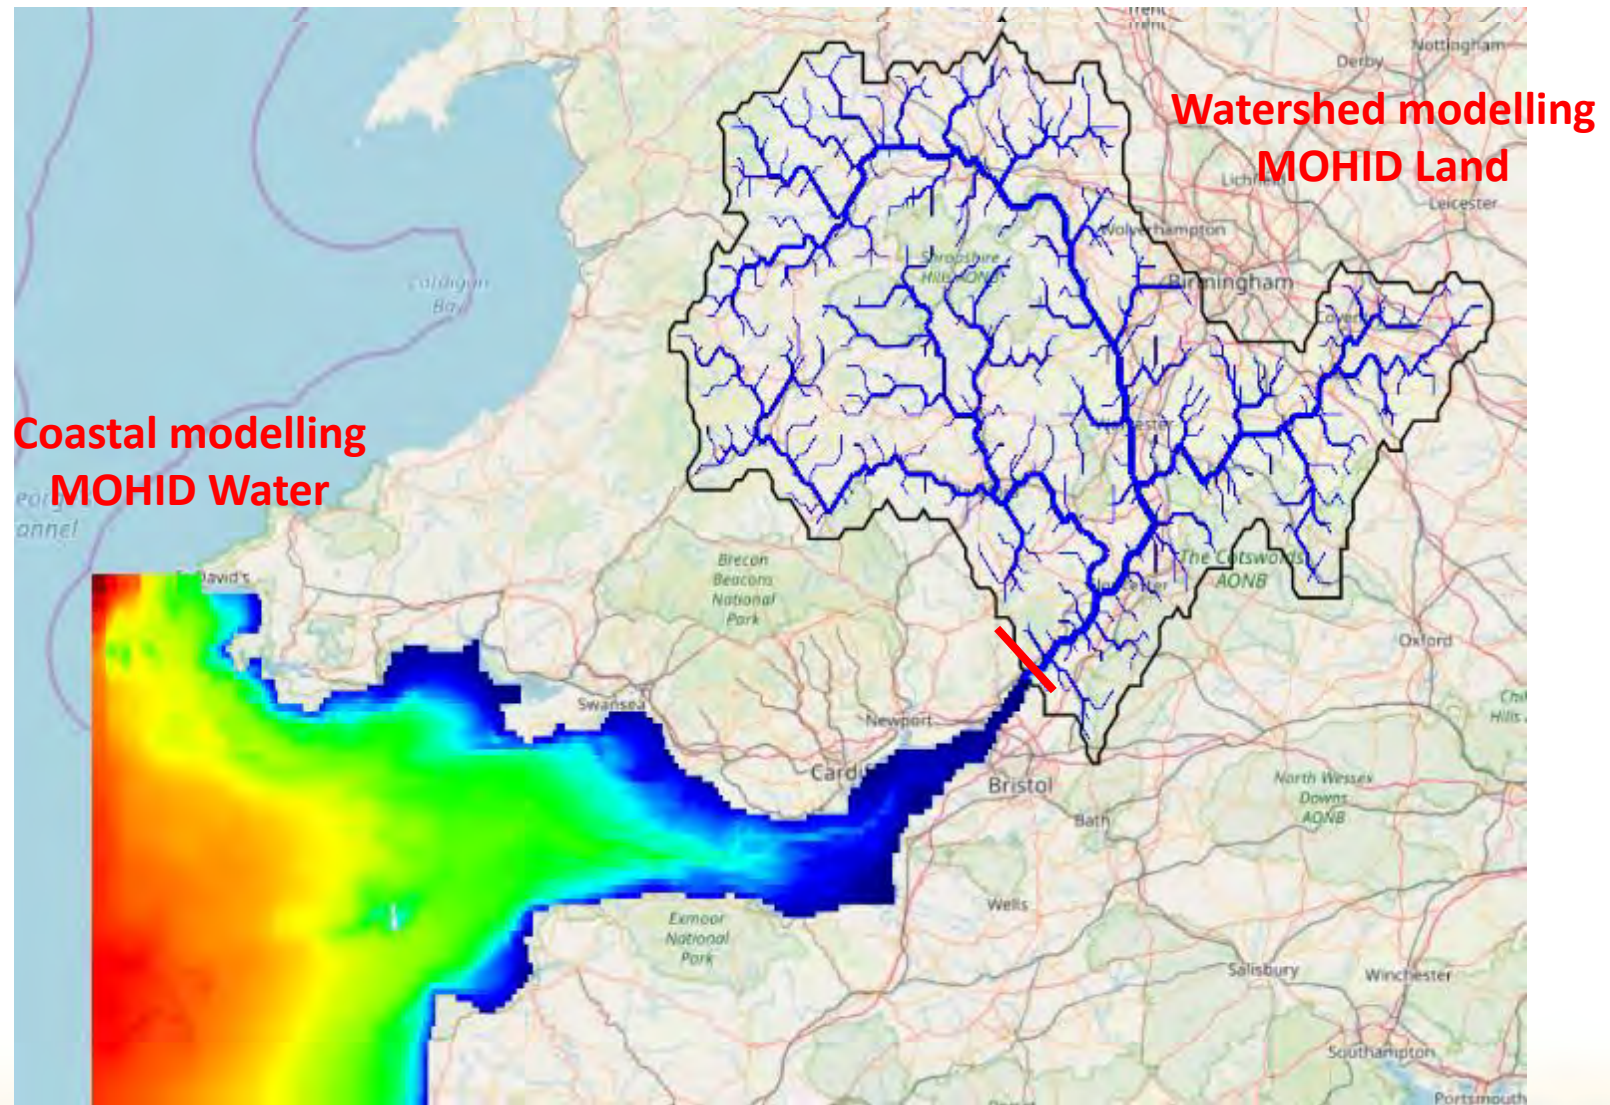 Trent
Nottingham
Derby
Watershed modelling
MOHID Land
Leicester
Wolverhampton
Birmingham
Shropshire
Hills AONB
Cardigan
Bay
Coastal modelling
MOHID Water
The Cotswolds
AONB
Brecon
Beacons
National
Park
Oxford
Swansea
Newport
Bristol
Bath
North Wessex
Downs
AONB
Wells
Exmoor
National
Park
Salisbury
Winchester
Southampton
Portsmouth